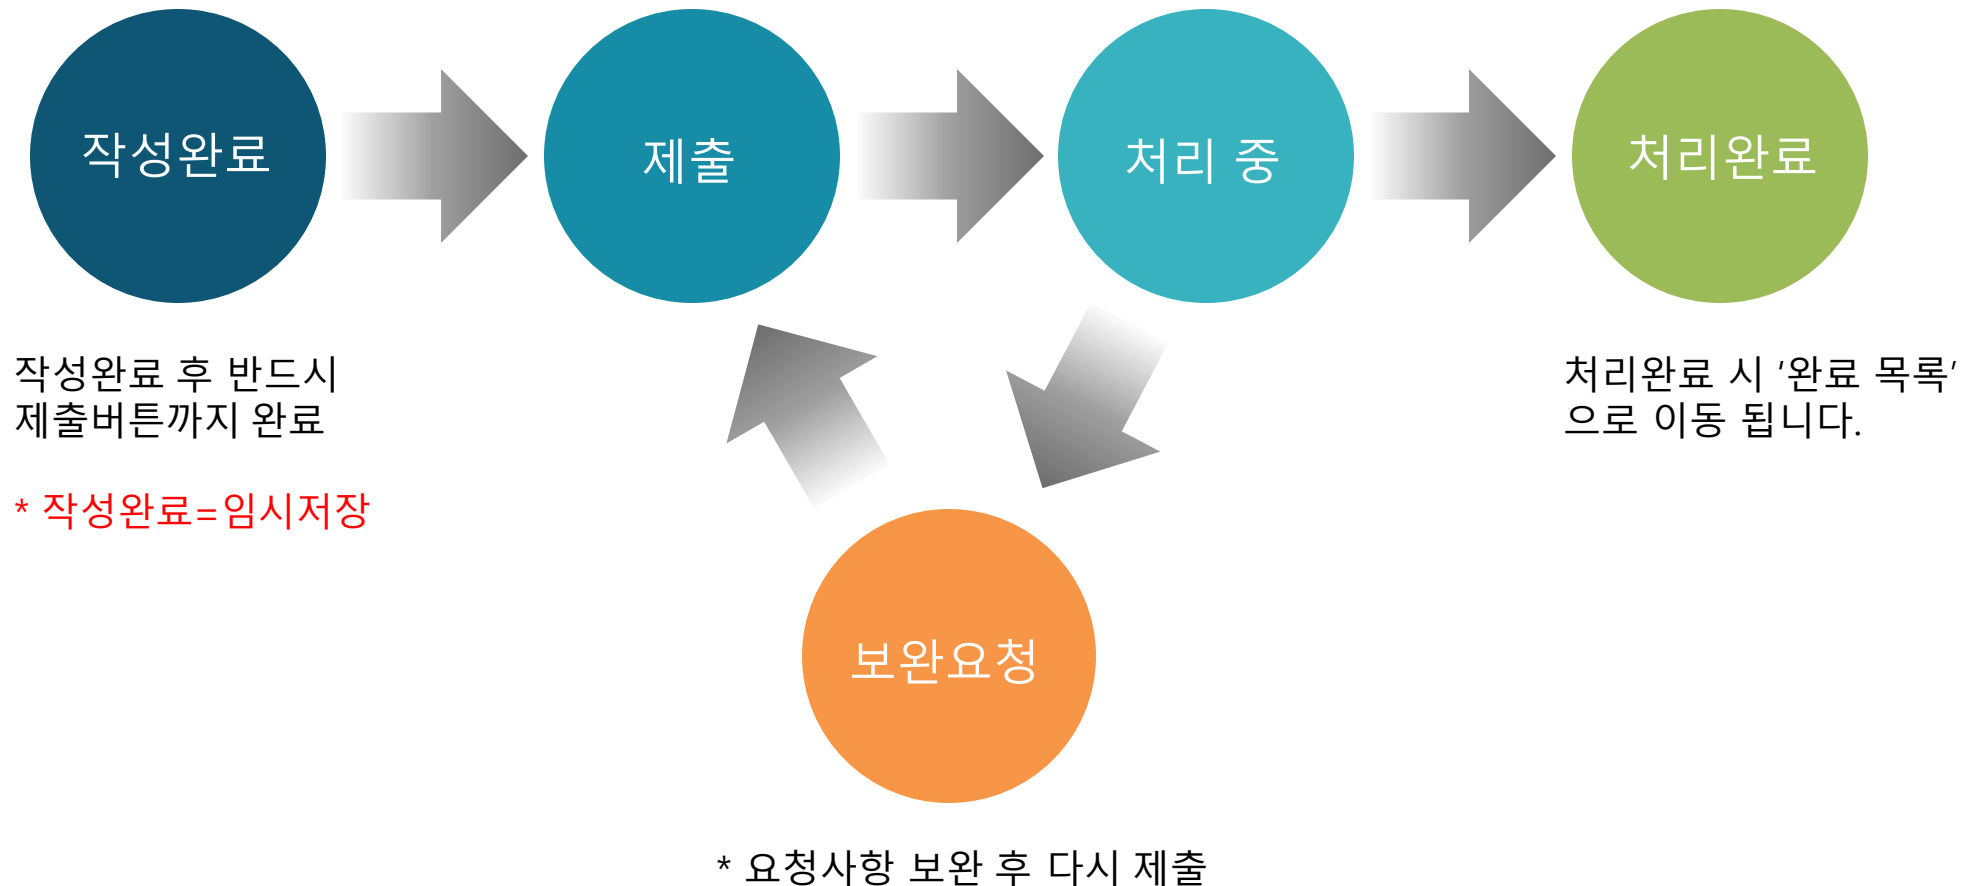 작성완료
제출
처리 중
처리완료
작성완료 후 반드시
제출버튼까지 완료
* 작성완료=임시저장
처리완료 시 ‘완료 목록’
으로 이동 됩니다.
보완요청
* 요청사항 보완 후 다시 제출